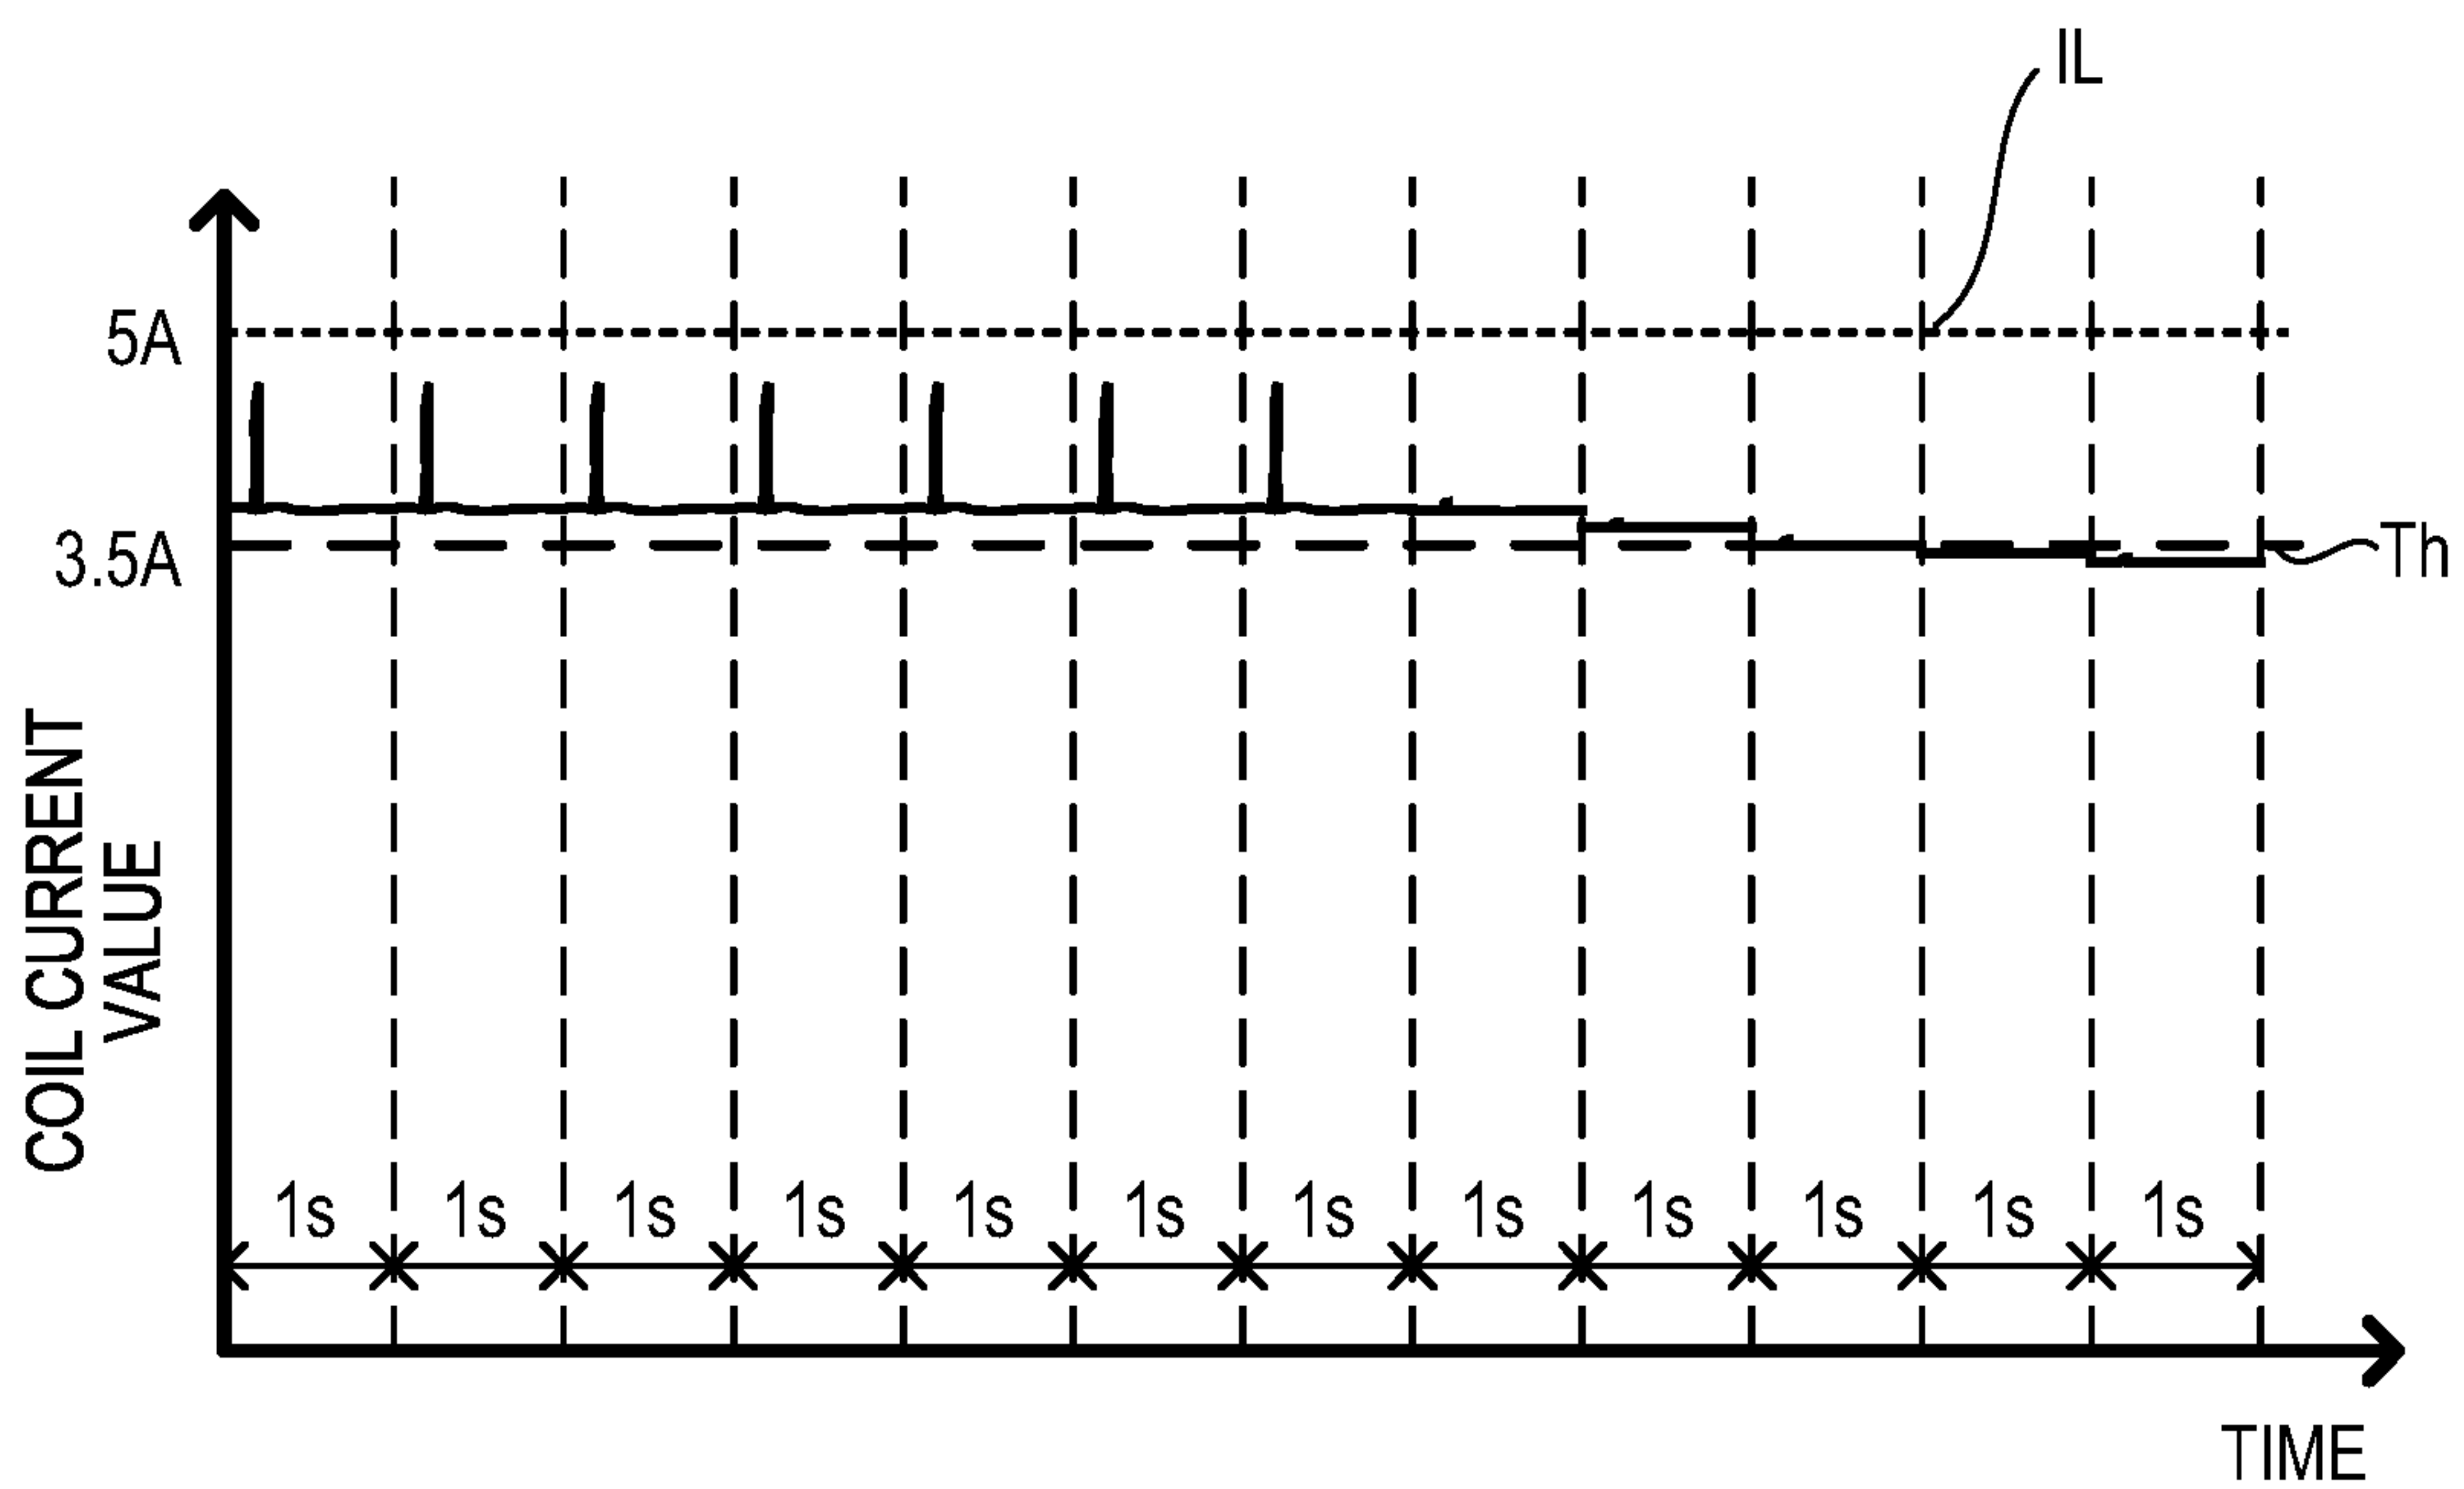 IL
5A
3.5A
Th
COIL CURRENT
VALUE
1s 1s 1s 1s 1s 1s 1s 1s 1s 1s 1s 1s
TIME